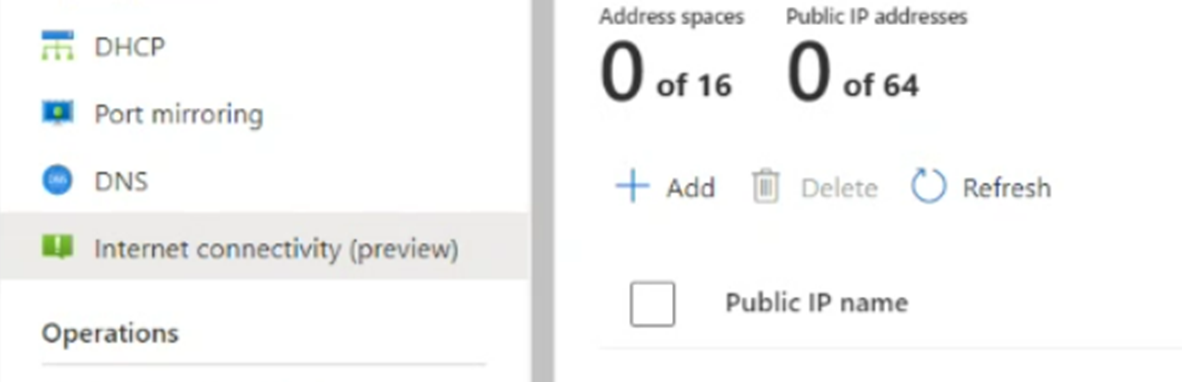 DHCP
Port mirroring
DNS
Internet connectivity (preview)
Operations
Address spaces
0 of 16
Public IP addresses
0 of 64
Add
Delete
Refresh
Public IP name